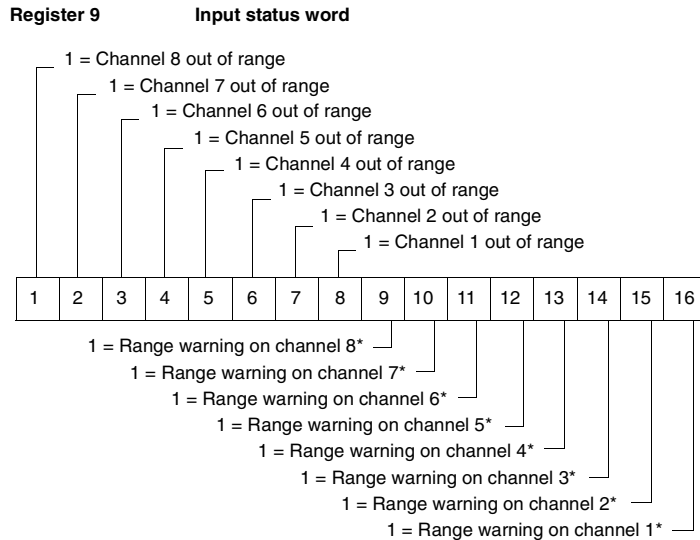 Register 9 Input status word
1 = Channel 8 out of range
1 = Channel 7 out of range
1 = Channel 6 out of range
1 = Channel 5 out of range
1 = Channel 4 out of range
1 = Channel 3 out of range
1 = Channel 2 out of range
1 = Channel 1 out of range
1 2 3 4 5 6 7 8 9 10 11 12 13 14 15 16
1 = Range warning on channel 8*
1 = Range warning on channel 7*
1 = Range warning on channel 6*
1 = Range warning on channel 5*
1 = Range warning on channel 4*
1 = Range warning on channel 3*
1 = Range warning on channel 2*
1 = Range warning on channel 1*